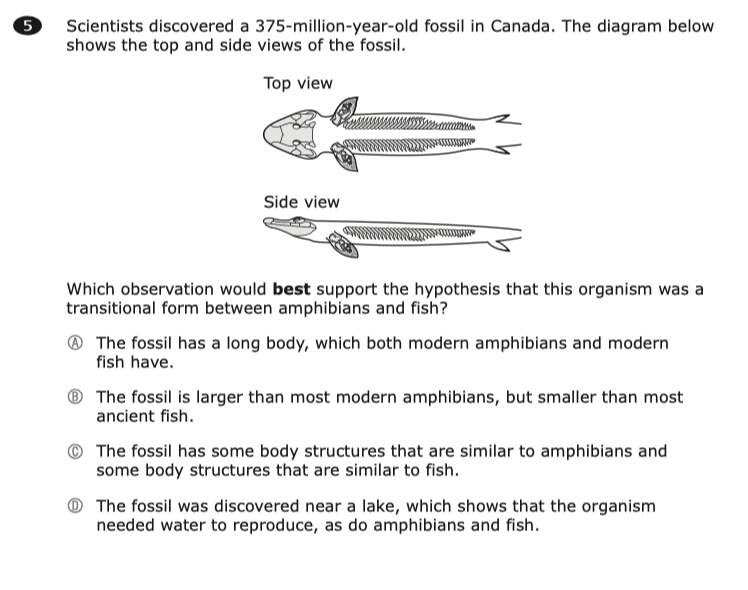 5 Scientists discovered a 375-million-year-old fossil in Canada. The diagram below
shows the top and side views of the fossil.
Top view
Side view
Which observation would best support the hypothesis that this organism was a
transitional form between amphibians and fish?
Ⓐ The fossil has a long body, which both modern amphibians and modern
fish have.
Ⓑ The fossil is larger than most modern amphibians, but smaller than most
ancient fish.
Ⓒ The fossil has some body structures that are similar to amphibians and
some body structures that are similar to fish.
Ⓓ The fossil was discovered near a lake, which shows that the organism
needed water to reproduce, as do amphibians and fish.